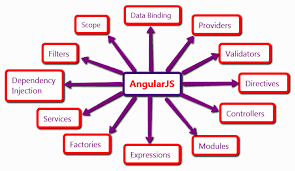 Data Binding
Scope
Providers
Filters
Validators
Dependency
Injection
AngularJS
Directives
Services
Controllers
Factories
Modules
Expressions